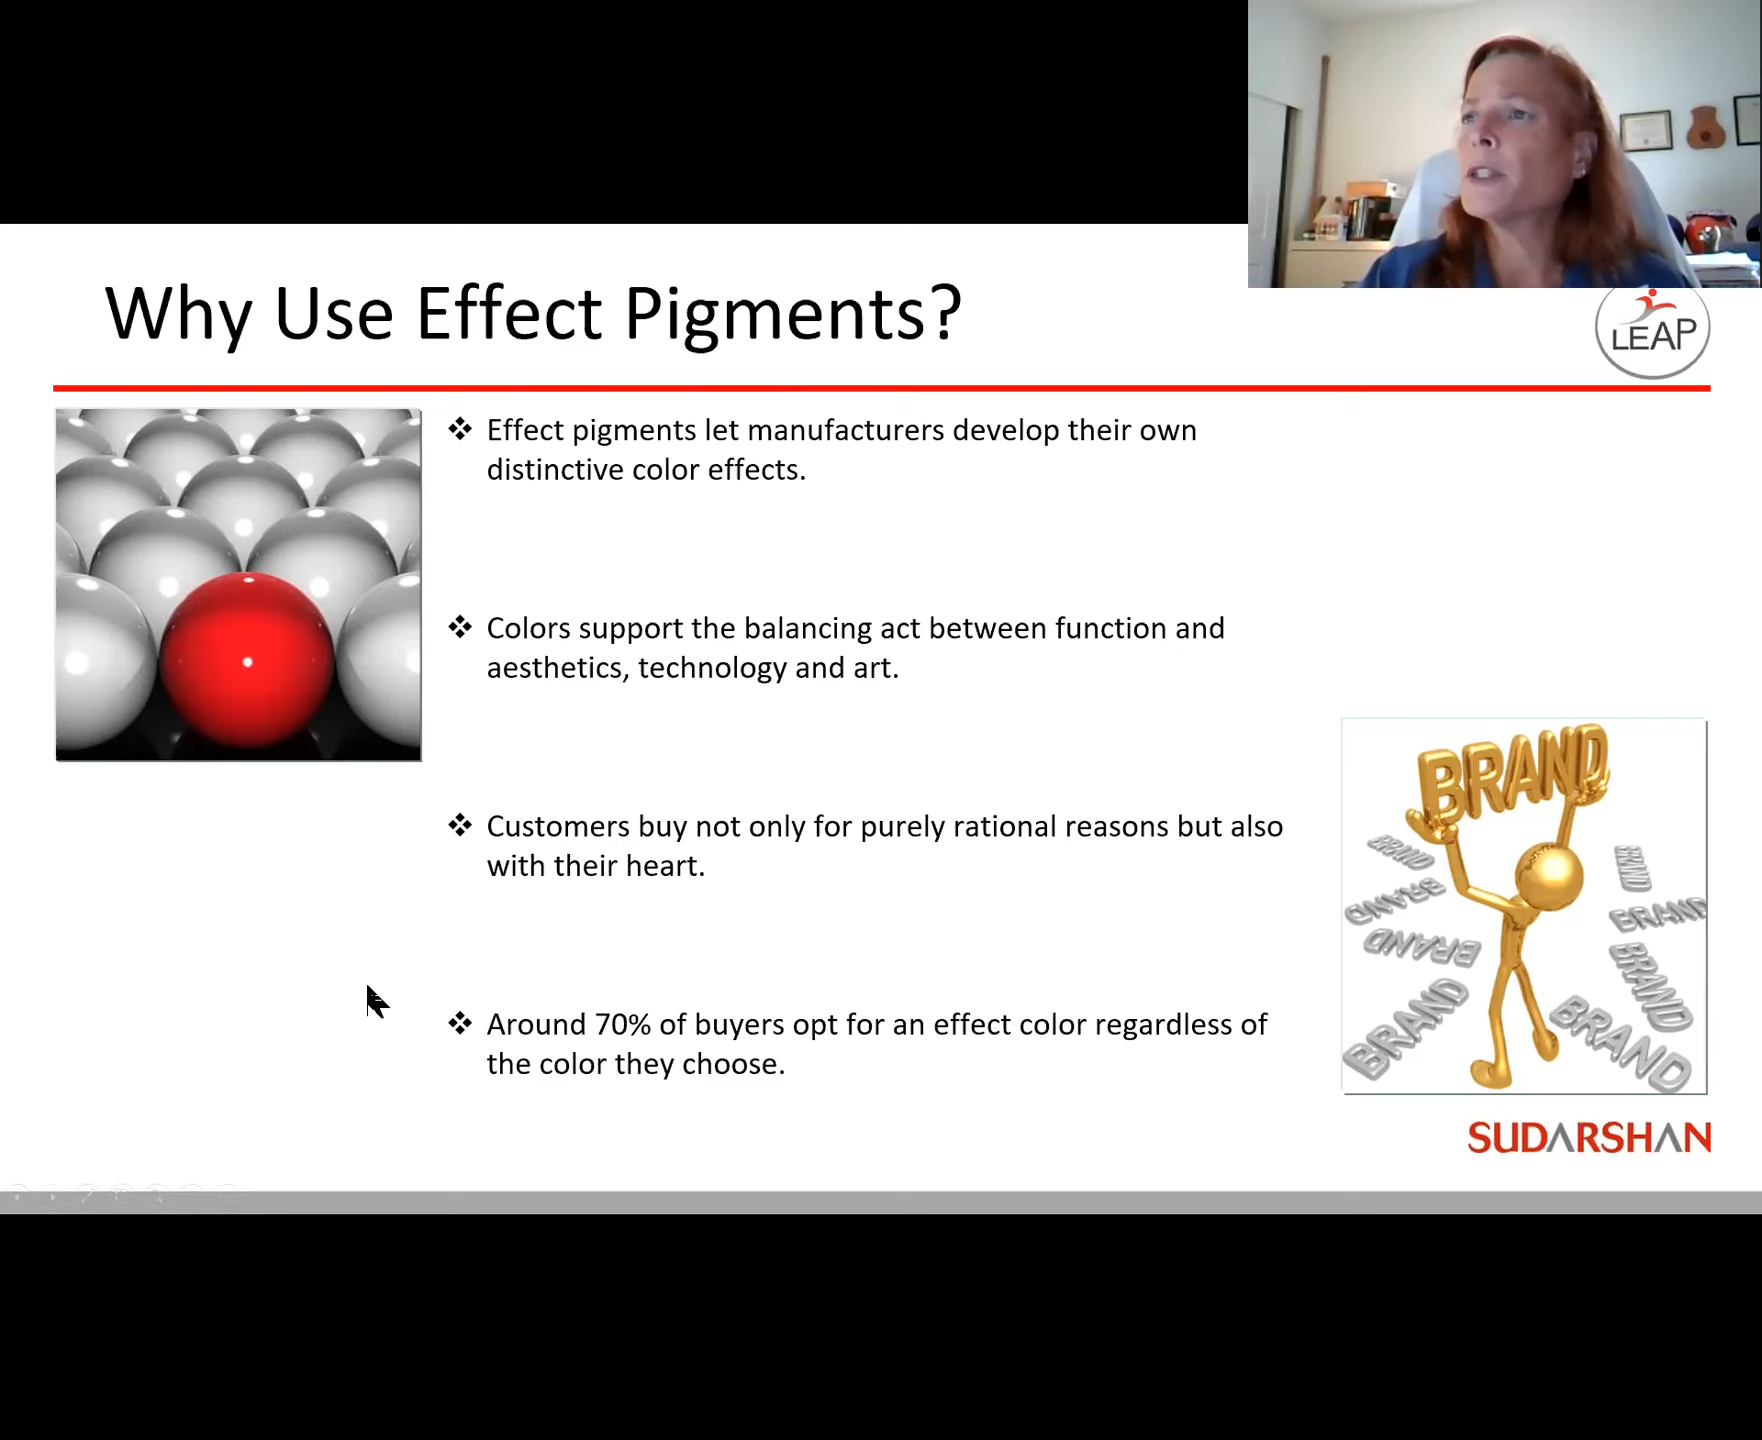 Why Use Effect Pigments?
LEAP
❖ Effect pigments let manufacturers develop their own
distinctive color effects.
❖ Colors support the balancing act between function and
aesthetics, technology and art.
❖ Customers buy not only for purely rational reasons but also
with their heart.
❖ Around 70% of buyers opt for an effect color regardless of
the color they choose.
BRAND
BRAND
BRAND
BRAND
BRAND
BRAND
BRAND
BRAND
BRAND
SUDARSHAN